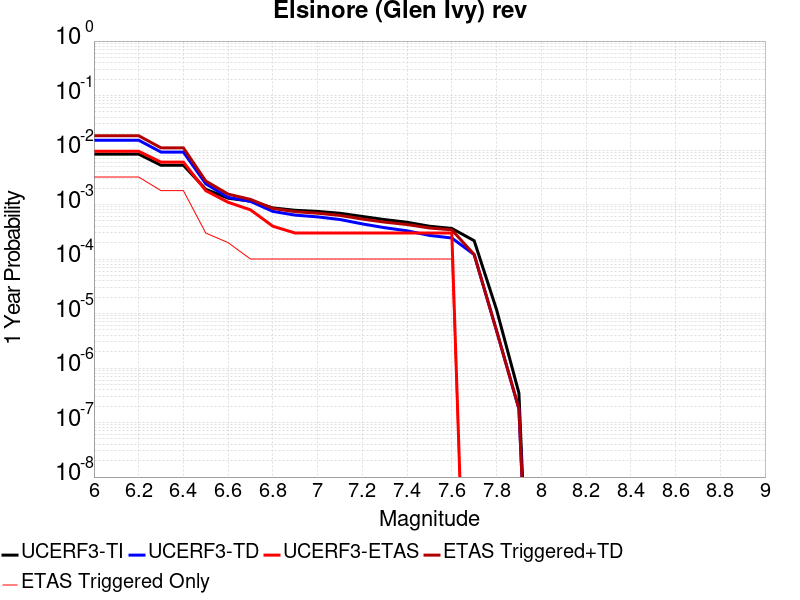 Elsinore (Glen Ivy) rev
10^0
10^-1
10^-2
10^-3
10^-4
10^-5
10^-6
10^-7
10^-8
1 Year Probability
6 6.2 6.4 6.6 6.8 7 7.2 7.4 7.6 7.8 8 8.2 8.4 8.6 8.8 9
Magnitude
UCERF3-TI UCERF3-TD UCERF3-ETAS ETAS Triggered+TD
ETAS Triggered Only